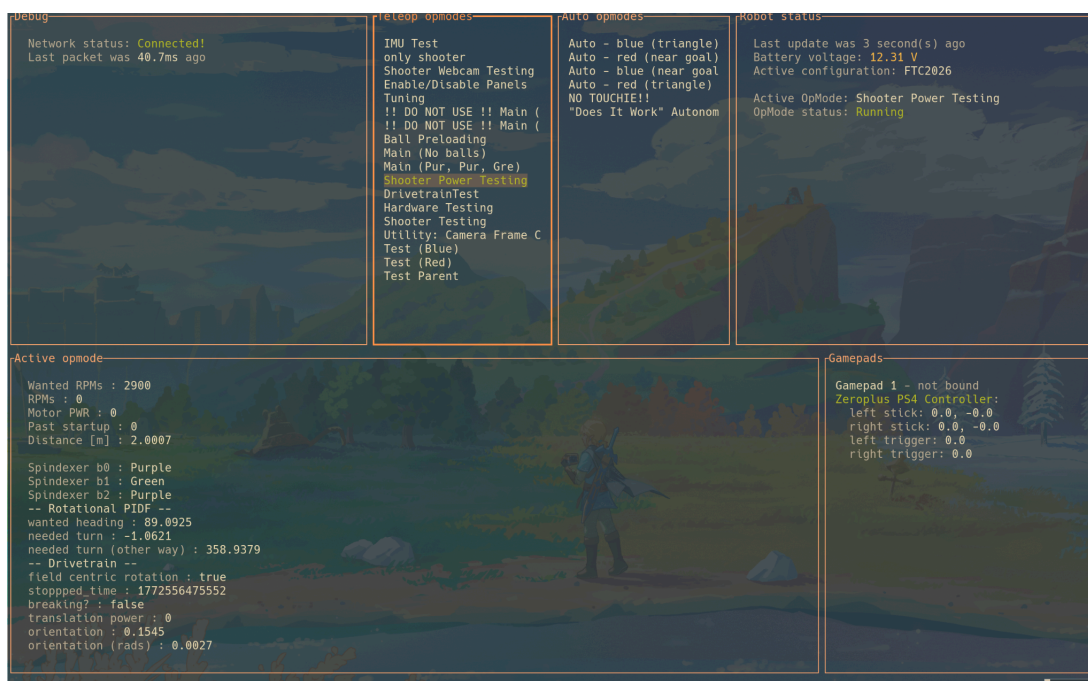 Debug
Network status: Connected!
Last packet was 40.7ms ago
Teleop opmodes
IMU Test
only shooter
Shooter Webcam Testing
Enable/Disable Panels
Tuning
!! DO NOT USE !! Main (
!! DO NOT USE !! Main (
Ball Preloading
Main (No balls)
Main (Pur, Pur, Gre)
Shooter Power Testing
DrivetrainTest
Hardware Testing
Shooter Testing
Utility: Camera Frame C
Test (Blue)
Test (Red)
Test Parent
Auto opmodes
Auto - blue (triangle)
Auto - red (near goal)
Auto - blue (near goal
Auto - red (triangle)
NO TOUCHIE!!
"Does It Work" Autonom
Robot status
Last update was 3 second(s) ago
Battery voltage: 12.31 V
Active configuration: FTC2026
Active OpMode: Shooter Power Testing
OpMode status: Running
Active opmode
Wanted RPMs : 2900
RPMs : 0
Motor PWR : 0
Past startup : 0
Distance [m] : 2.0007
Spindexer b0 : Purple
Spindexer b1 : Green
Spindexer b2 : Purple
-- Rotational PIDF --
wanted heading : 89.0925
needed turn : -1.0621
needed turn (other way) : 358.9379
-- Drivetrain --
field centric rotation : true
stoppped_time : 1772556475552
breaking? : false
translation power : 0
orientation : 0.1545
orientation (rads) : 0.0027
Gamepads
Gamepad 1 - not bound
Zeroplus PS4 Controller:
left stick: 0.0, -0.0
right stick: 0.0, -0.0
left trigger: 0.0
right trigger: 0.0